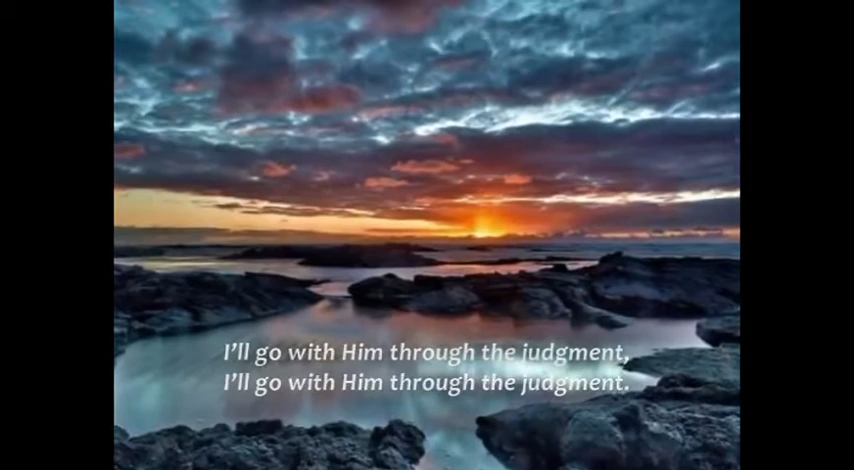 I'll go with Him through the judgment,
I'll go with Him through the judgment.